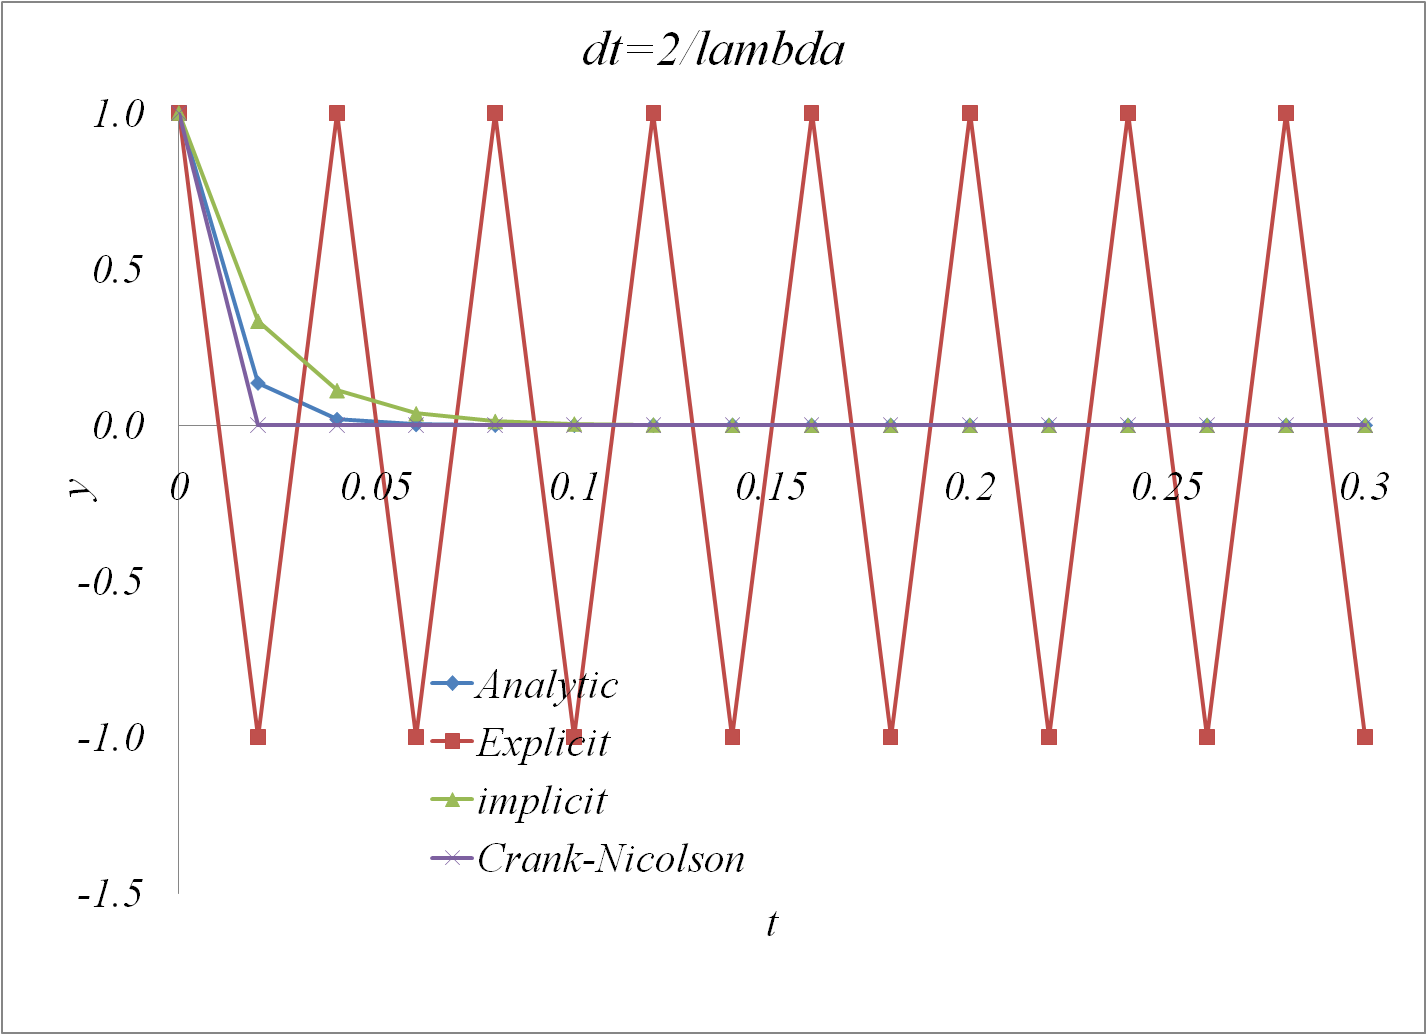 dt=2/lambda
1.0
0.5
0.0
-0.5
-1.0
-1.5
y
0 0.05 0.1 0.15 0.2 0.25 0.3
Analytic
Explicit
implicit
Crank-Nicolson
t